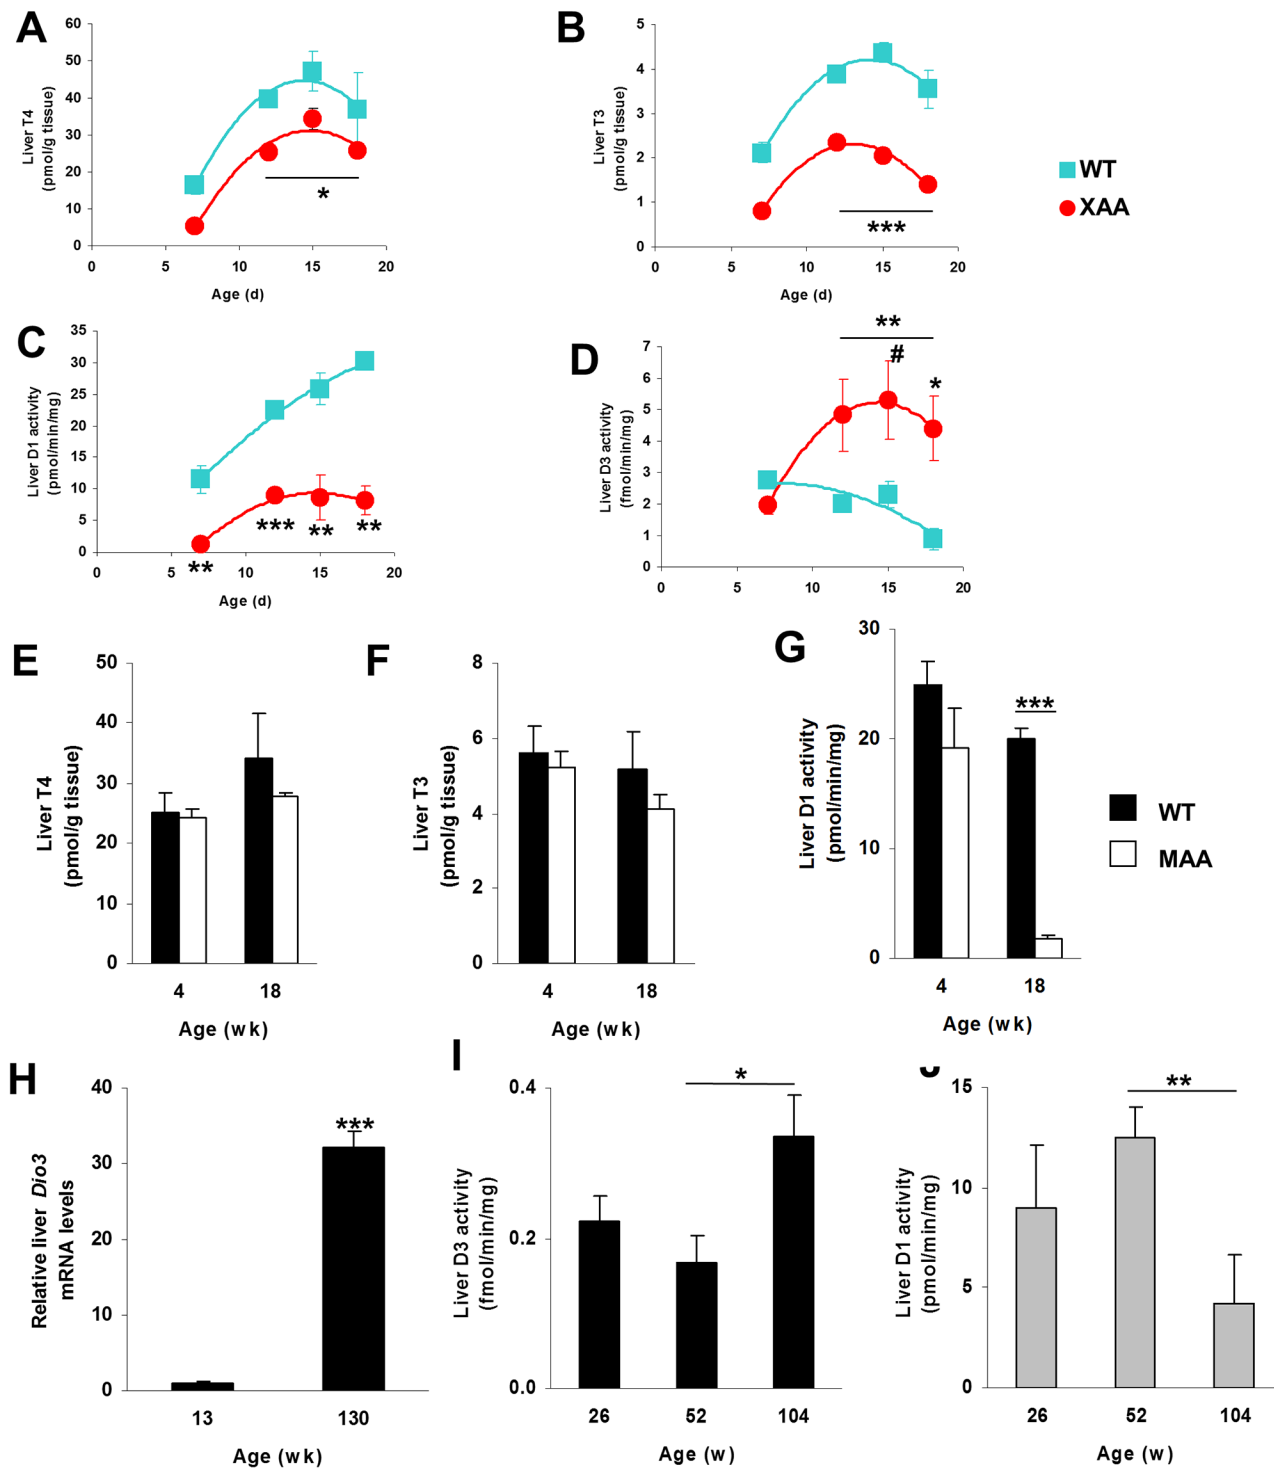 A
Liver T4
(pmol/g tissue)
60
50
40
30
20
10
0
*
0 5 10 15 20
Age (d)
B
Liver T3
(pmol/g tissue)
5
4
3
2
1
0
***
0 5 10 15 20
Age (d)
WT
XAA
C
Liver D1 activity
(pmol/min/mg)
35
30
25
20
15
10
5
0
** *** ** **
0 5 10 15 20
Age (d)
D
Liver D3 activity
(fmol/min/mg)
7
6
5
4
3
2
1
0
**
#
*
0 5 10 15 20
Age (d)
E
Liver T4
(pmol/g tissue)
50
40
30
20
10
0
4 18
Age (wk)
F
Liver T3
(pmol/g tissue)
8
6
4
2
0
4 18
Age (wk)
G
Liver D1 activity
(pmol/min/mg)
30
20
10
0
***
4 18
Age (wk)
WT
MAA
H
Relative liver Dio3
mRNA levels
40
30
20
10
0
***
13 130
Age (wk)
I
Liver D3 activity
(fmol/min/mg)
0.4
0.2
0.0
*
26 52 104
Age (w)
J
Liver D1 activity
(pmol/min/mg)
15
10
5
0
**
26 52 104
Age (w)